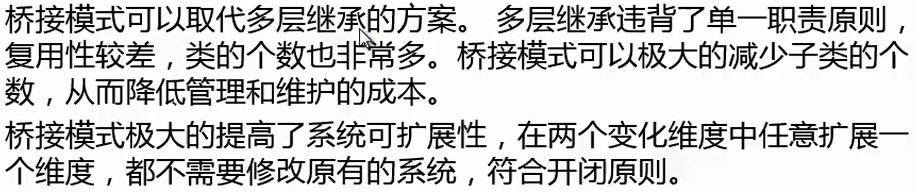 桥接模式可以取代多层继承的方案。 多层继承违背了单一职责原则，
复用性较差，类的个数也非常多。桥接模式可以极大的减少子类的个
数，从而降低管理和维护的成本。
桥接模式极大的提高了系统可扩展性，在两个变化维度中任意扩展一
个维度，都不需要修改原有的系统，符合开闭原则。